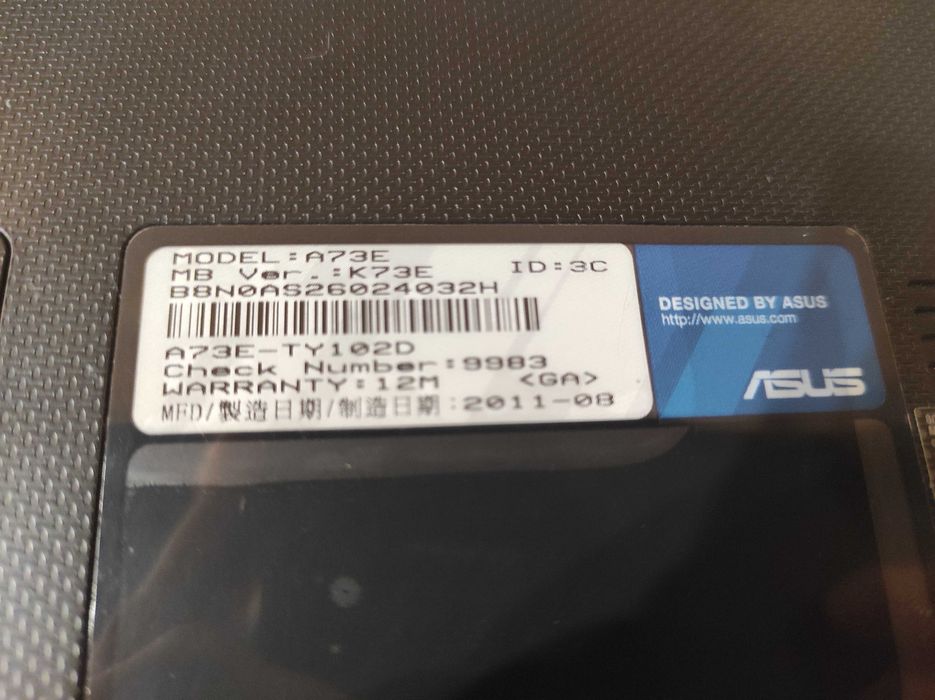 MODEL:A73E
MB Ver.:K73E
ID:3C
B8N0AS26024032H
A73E-TY102D
Check Number:9983
WARRANTY:12M <GA>
MFD/製造日期/制造日期:2011-08
DESIGNED BY ASUS
http://www.asus.com
ASUS